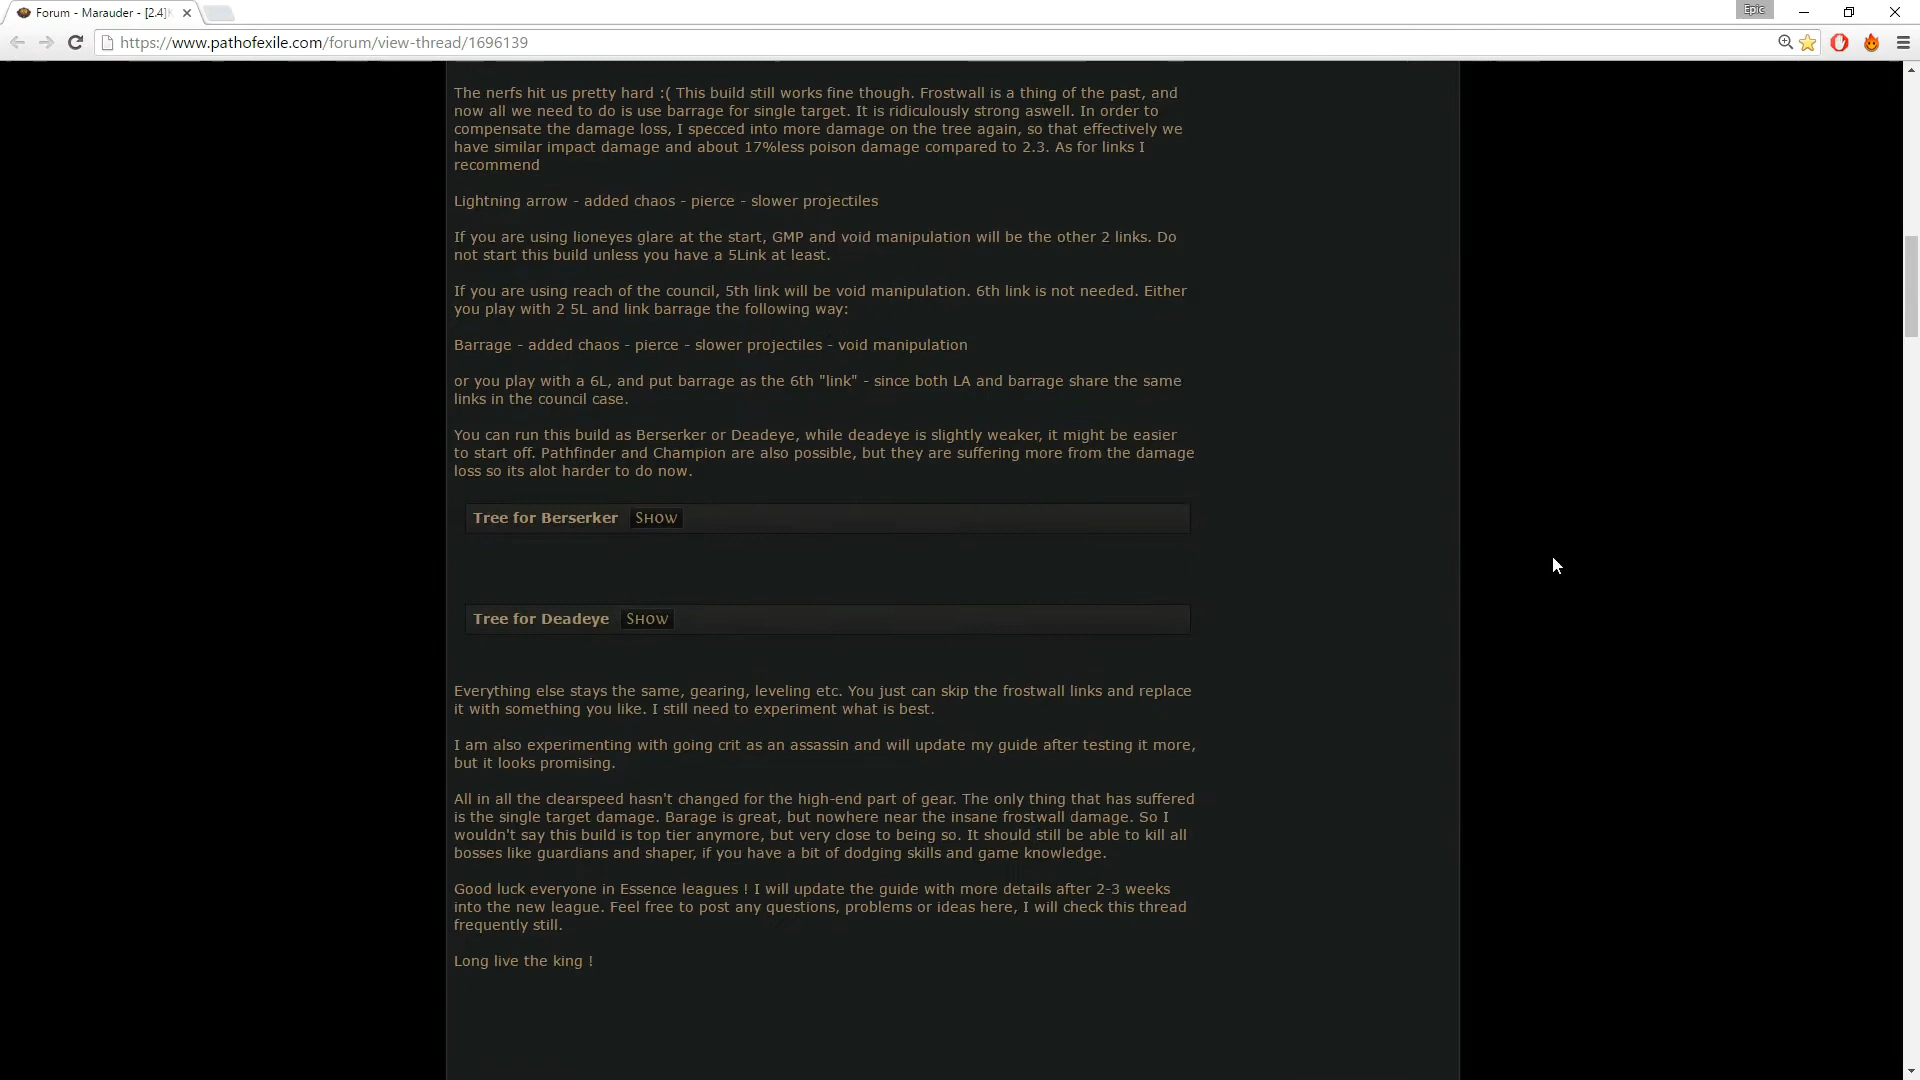 Forum - Marauder - [2.4]
Epic
https://www.pathofexile.com/forum/view-thread/1696139
The nerfs hit us pretty hard :( This build still works fine though. Frostwall is a thing of the past, and
now all we need to do is use barrage for single target. It is ridiculously strong aswell. In order to
compensate the damage loss, I specced into more damage on the tree again, so that effectively we
have similar impact damage and about 17%less poison damage compared to 2.3. As for links I
recommend
Lightning arrow - added chaos - pierce - slower projectiles
If you are using lioneyes glare at the start, GMP and void manipulation will be the other 2 links. Do
not start this build unless you have a 5Link at least.
If you are using reach of the council, 5th link will be void manipulation. 6th link is not needed. Either
you play with 2 5L and link barrage the following way:
Barrage - added chaos - pierce - slower projectiles - void manipulation
or you play with a 6L, and put barrage as the 6th "link" - since both LA and barrage share the same
links in the council case.
You can run this build as Berserker or Deadeye, while deadeye is slightly weaker, it might be easier
to start off. Pathfinder and Champion are also possible, but they are suffering more from the damage
loss so its alot harder to do now.
Tree for Berserker SHOW
Tree for Deadeye SHOW
Everything else stays the same, gearing, leveling etc. You just can skip the frostwall links and replace
it with something you like. I still need to experiment what is best.
I am also experimenting with going crit as an assassin and will update my guide after testing it more,
but it looks promising.
All in all the clearspeed hasn't changed for the high-end part of gear. The only thing that has suffered
is the single target damage. Barage is great, but nowhere near the insane frostwall damage. So I
wouldn't say this build is top tier anymore, but very close to being so. It should still be able to kill all
bosses like guardians and shaper, if you have a bit of dodging skills and game knowledge.
Good luck everyone in Essence leagues ! I will update the guide with more details after 2-3 weeks
into the new league. Feel free to post any questions, problems or ideas here, I will check this thread
frequently still.
Long live the king !